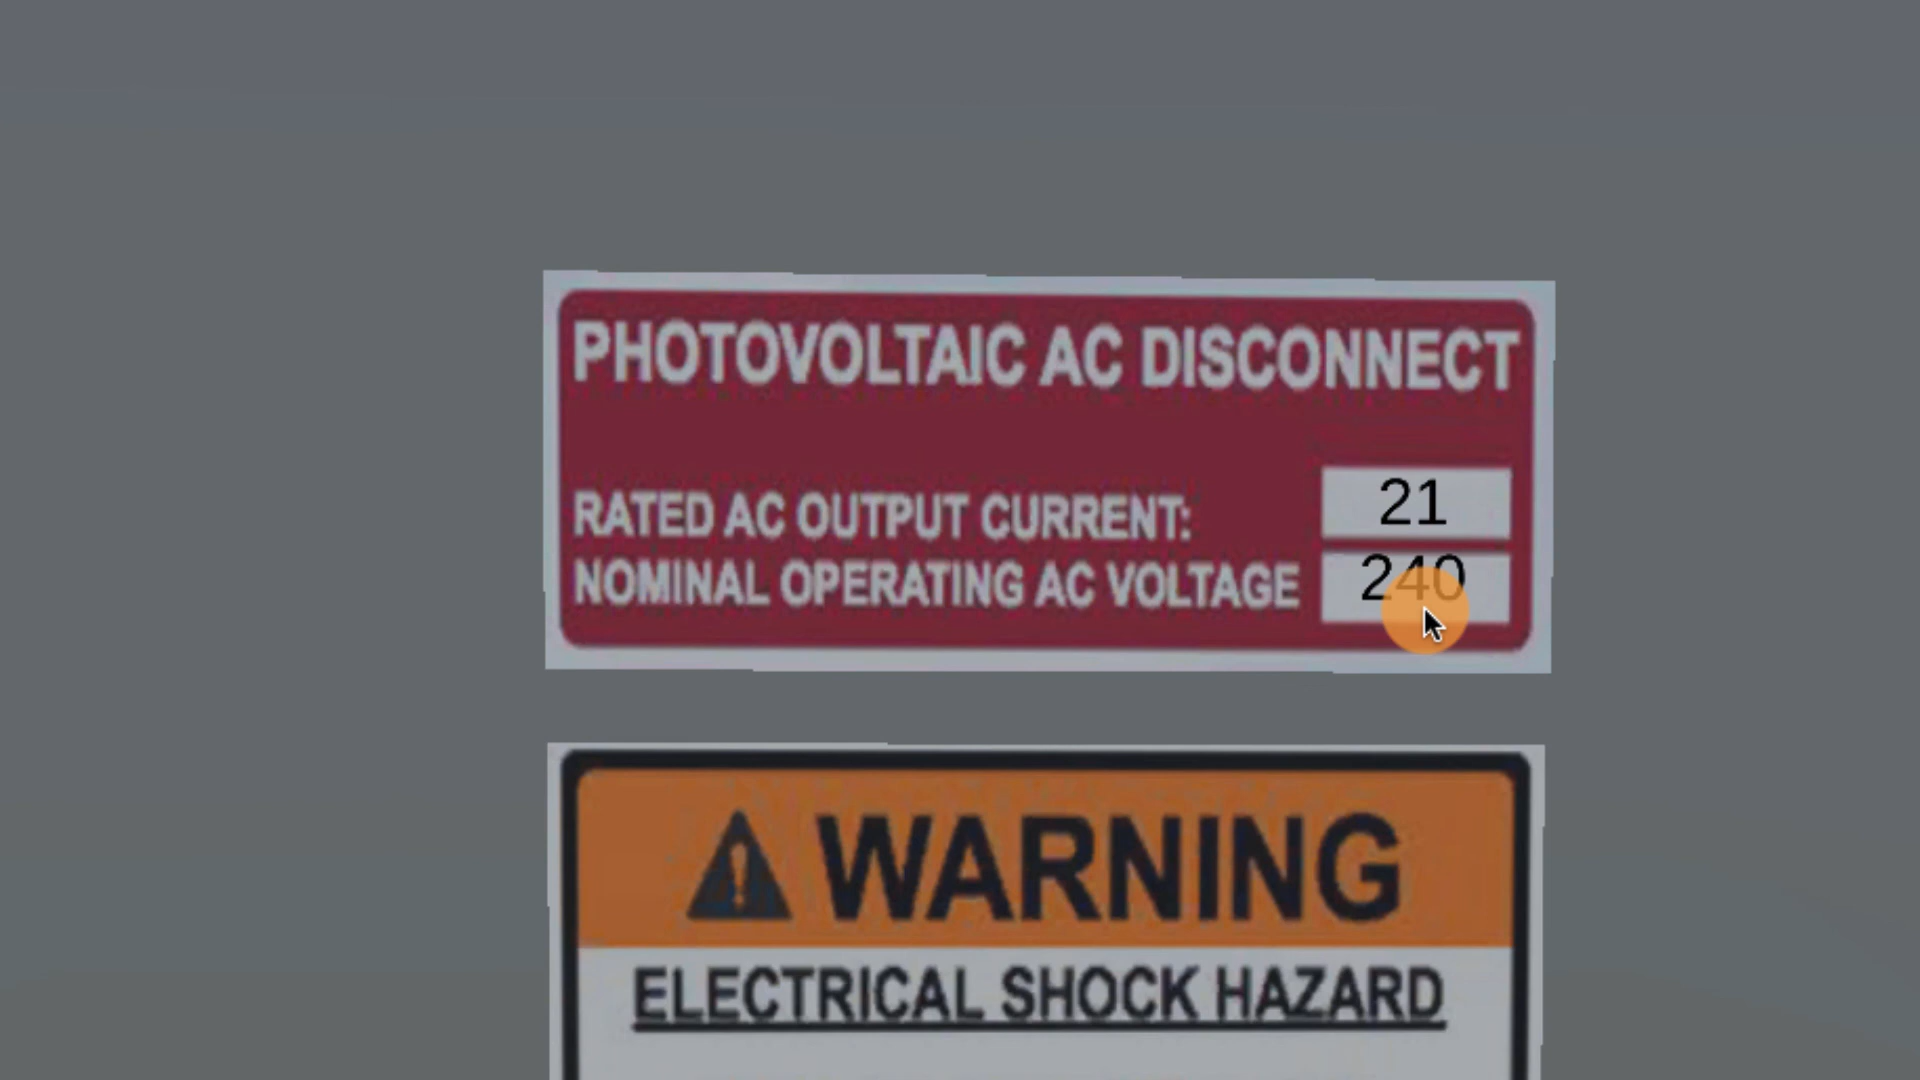 PHOTOVOLTAIC AC DISCONNECT
RATED AC OUTPUT CURRENT: 21
NOMINAL OPERATING AC VOLTAGE 240
WARNING
ELECTRICAL SHOCK HAZARD